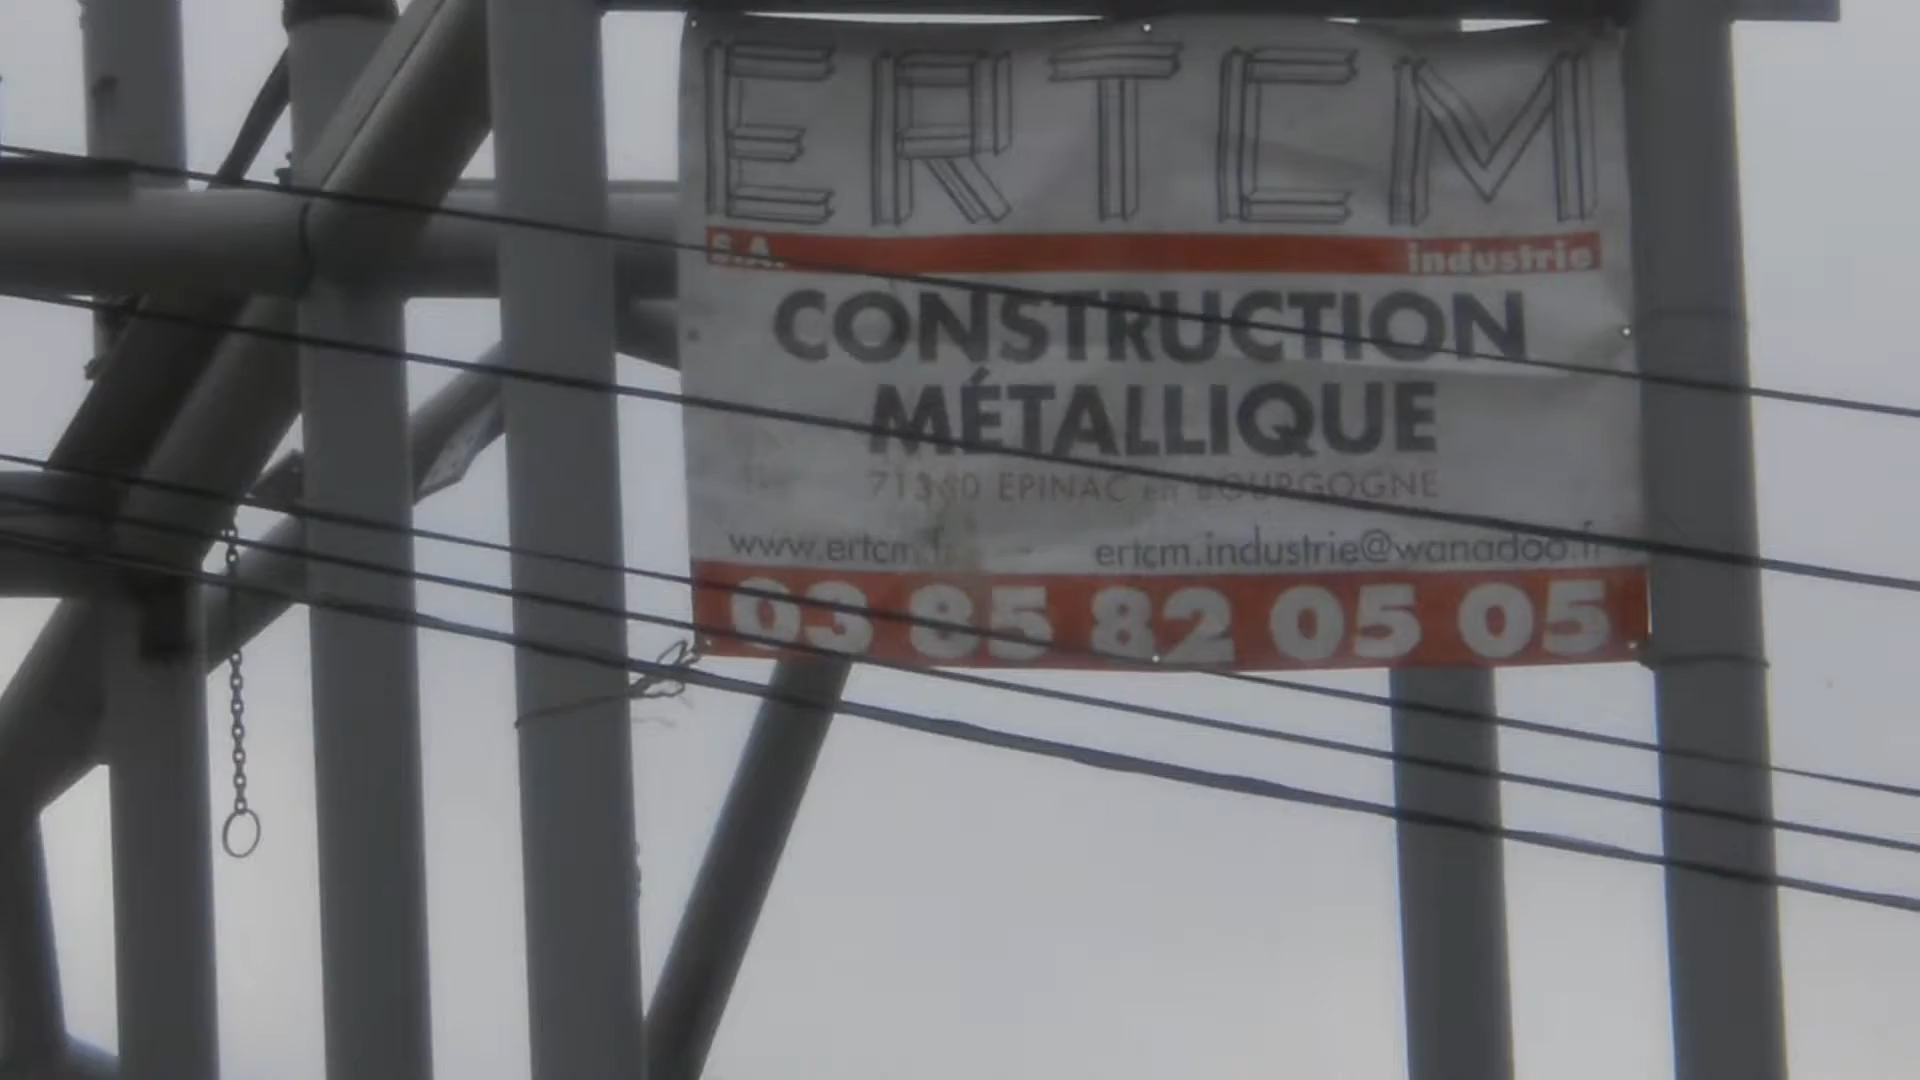 ERTCM
S.A. industrie
CONSTRUCTION
MÉTALLIQUE
EPINAC en BOURGOGNE
www.ertcm.fr ertcm.industrie@wanadoo.fr
03 85 82 05 05